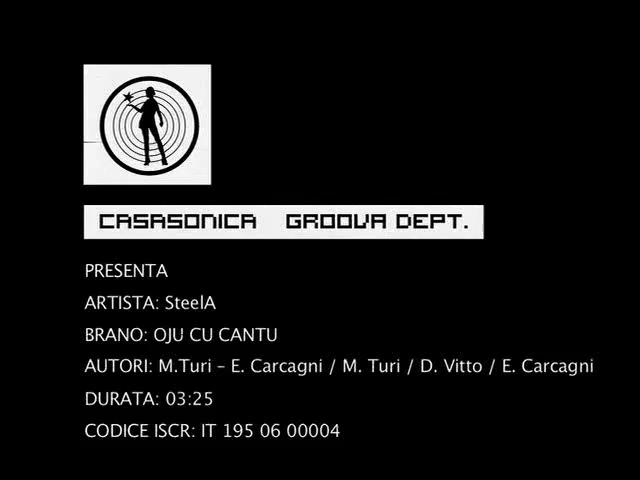 CASASONICA GROOVA DEPT.
PRESENTA
ARTISTA: SteelA
BRANO: OJU CU CANTU
AUTORI: M.Turi – E. Carcagni / M. Turi / D. Vitto / E. Carcagni
DURATA: 03:25
CODICE ISCR: IT 195 06 00004